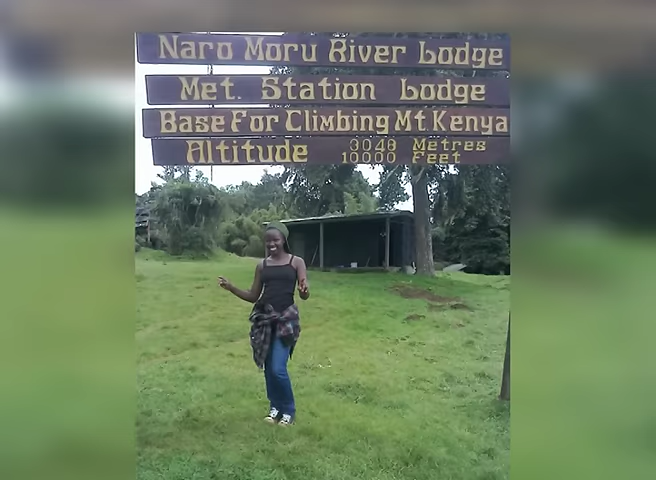 Naro Moru River Lodge
Met. Station Lodge
Base For Climbing Mt Kenya
Altitude 3048 Metres
10000 Feet